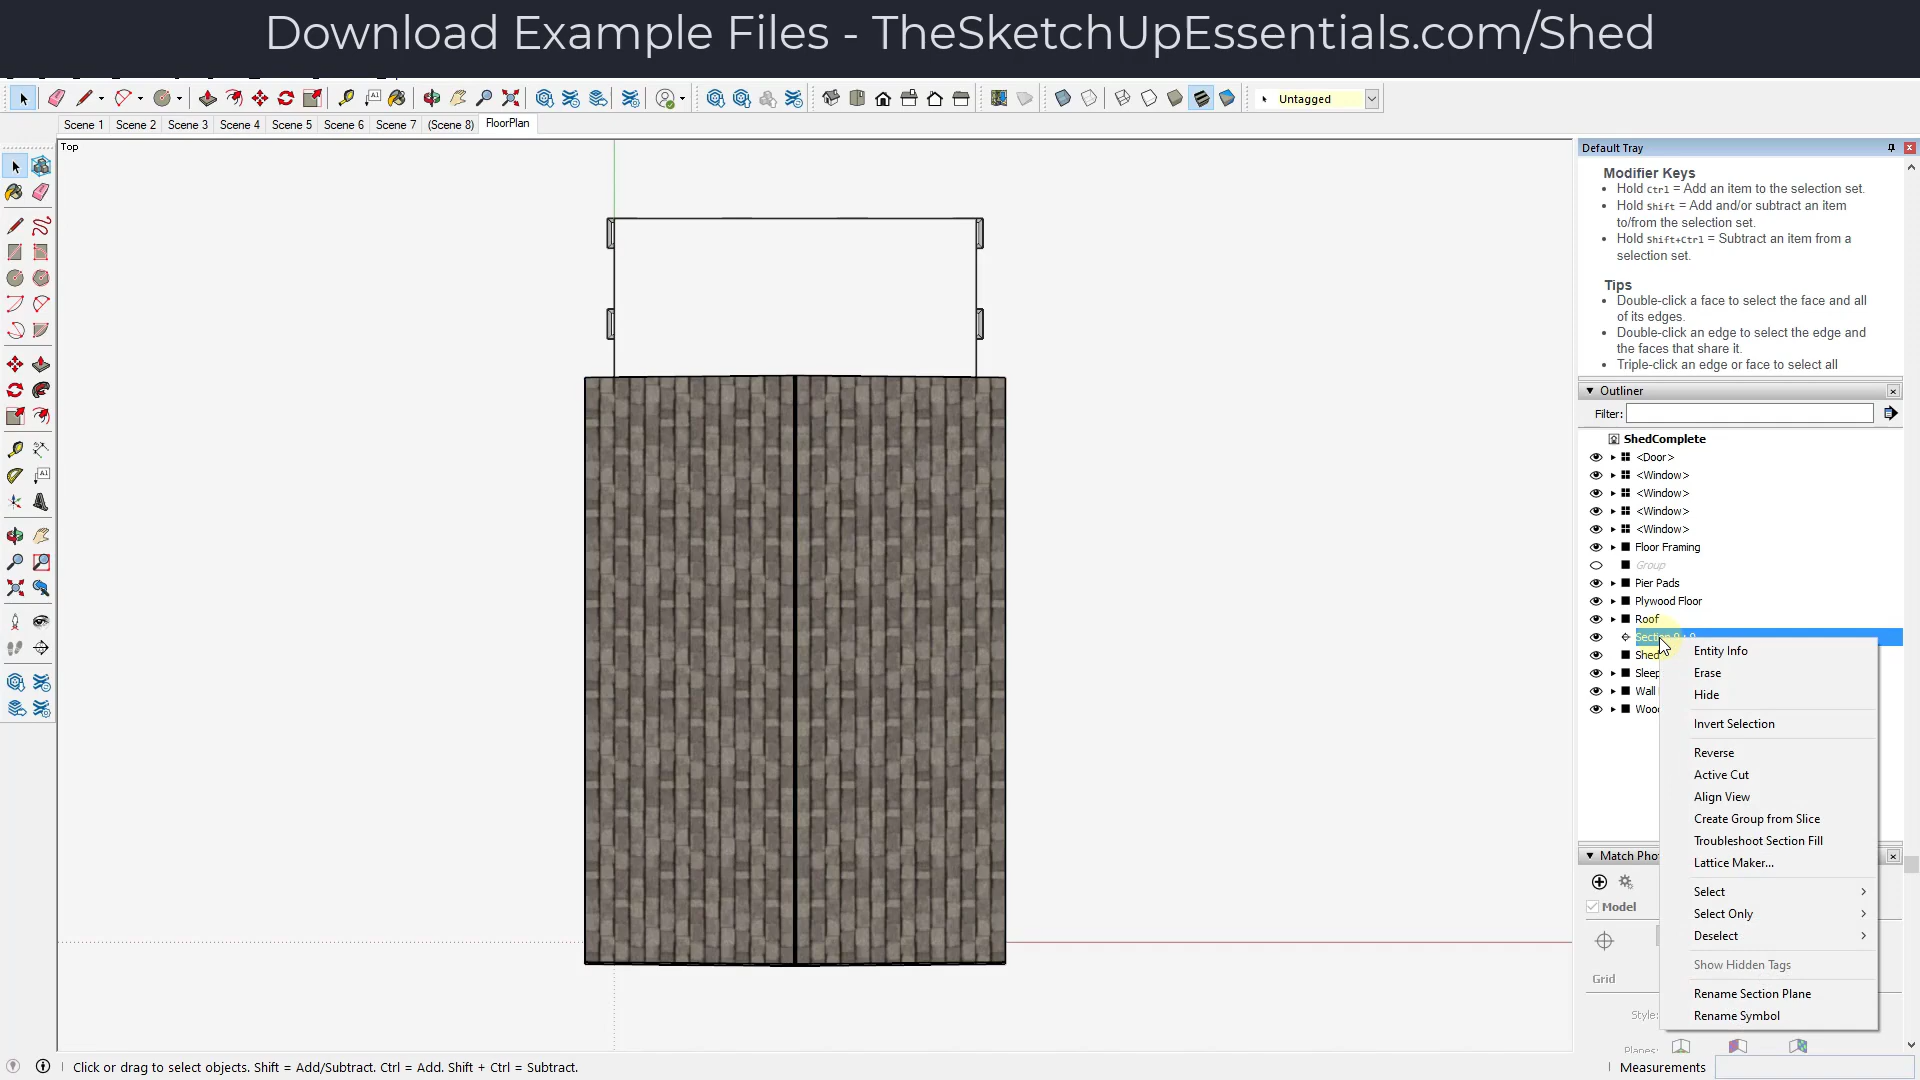 Download Example Files - TheSketchUpEssentials.com/Shed
Untagged
Scene 1 Scene 2 Scene 3 Scene 4 Scene 5 Scene 6 Scene 7 (Scene 8) FloorPlan
Top
Default Tray
Modifier Keys
• Hold Ctrl = Add an item to the selection set.
• Hold Shift = Add and/or subtract an item
to/from the selection set.
• Hold Shift+Ctrl = Subtract an item from a
selection set.
Tips
• Double-click a face to select the face and all
of its edges.
• Double-click an edge to select the edge and
the faces that share it.
• Triple-click an edge or face to select all
Outliner
Filter:
ShedComplete
<Door>
<Window>
<Window>
<Window>
<Window>
Floor Framing
Group
Pier Pads
Plywood Floor
Roof
Shed
Sleep
Wall
Wood
Entity Info
Erase
Hide
Invert Selection
Reverse
Active Cut
Align View
Create Group from Slice
Troubleshoot Section Fill
Lattice Maker...
Select
Select Only
Deselect
Show Hidden Tags
Rename Section Plane
Rename Symbol
Match Pho
Model
Grid
Style:
Planes:
Click or drag to select objects. Shift = Add/Subtract. Ctrl = Add. Shift + Ctrl = Subtract.
Measurements